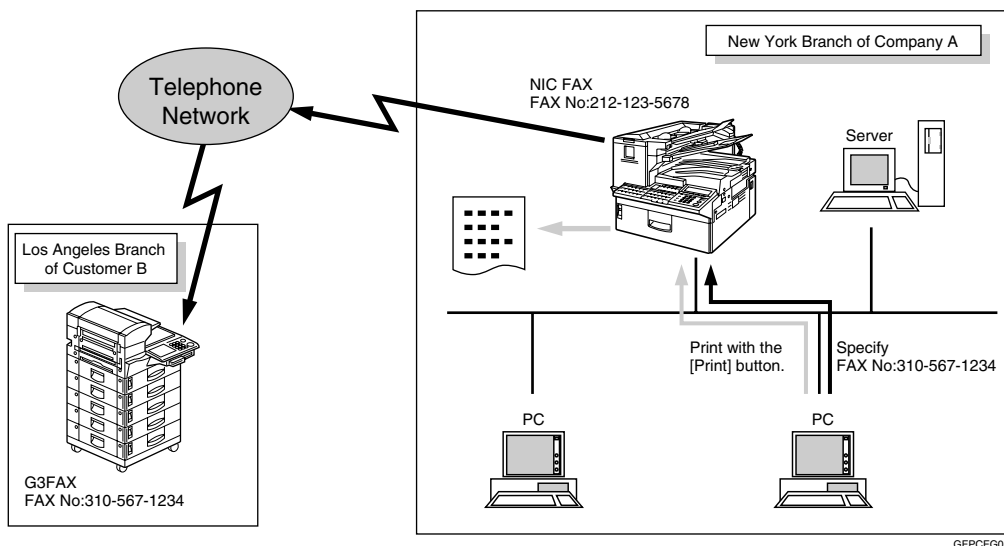 New York Branch of Company A
NIC FAX
FAX No:212-123-5678
Telephone
Network
Server
Los Angeles Branch
of Customer B
Print with the
[Print] button.
Specify
FAX No:310-567-1234
PC
PC
G3FAX
FAX No:310-567-1234